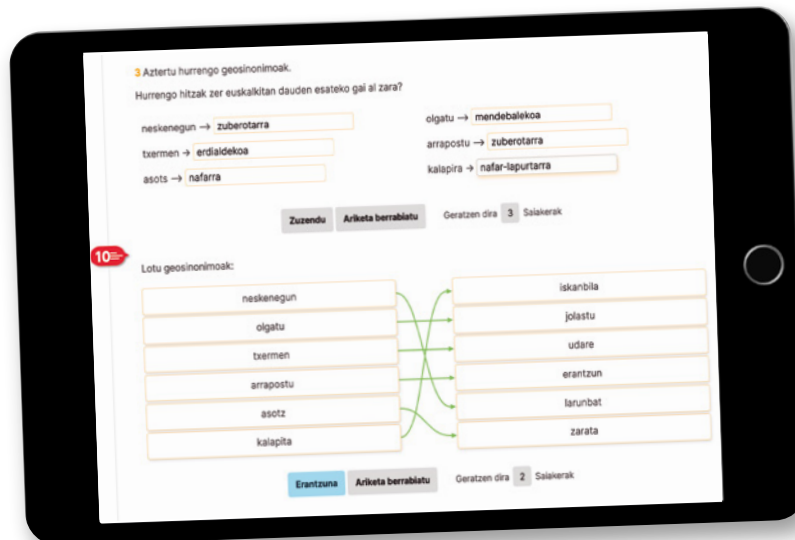 3 Aztertu hurrengo geosinonimoak.
Hurrengo hitzak zer euskalkitan dauden esateko gai al zara?
neskenegun → zuberotarra
olgatu → mendebalekoa
txermen → erdialdekoa
arrapostu → zuberotarra
asots → nafarra
kalapira → nafar-lapurtarra
Zuzendu Ariketa berrabiatu Geratzen dira 3 Saiakerak
10
Lotu geosinonimoak:
neskenegun iskanbila
olgatu jolastu
txermen udare
arrapostu erantzun
asotz larunbat
kalapita zarata
Erantzuna Ariketa berrabiatu Geratzen dira 2 Saiakerak